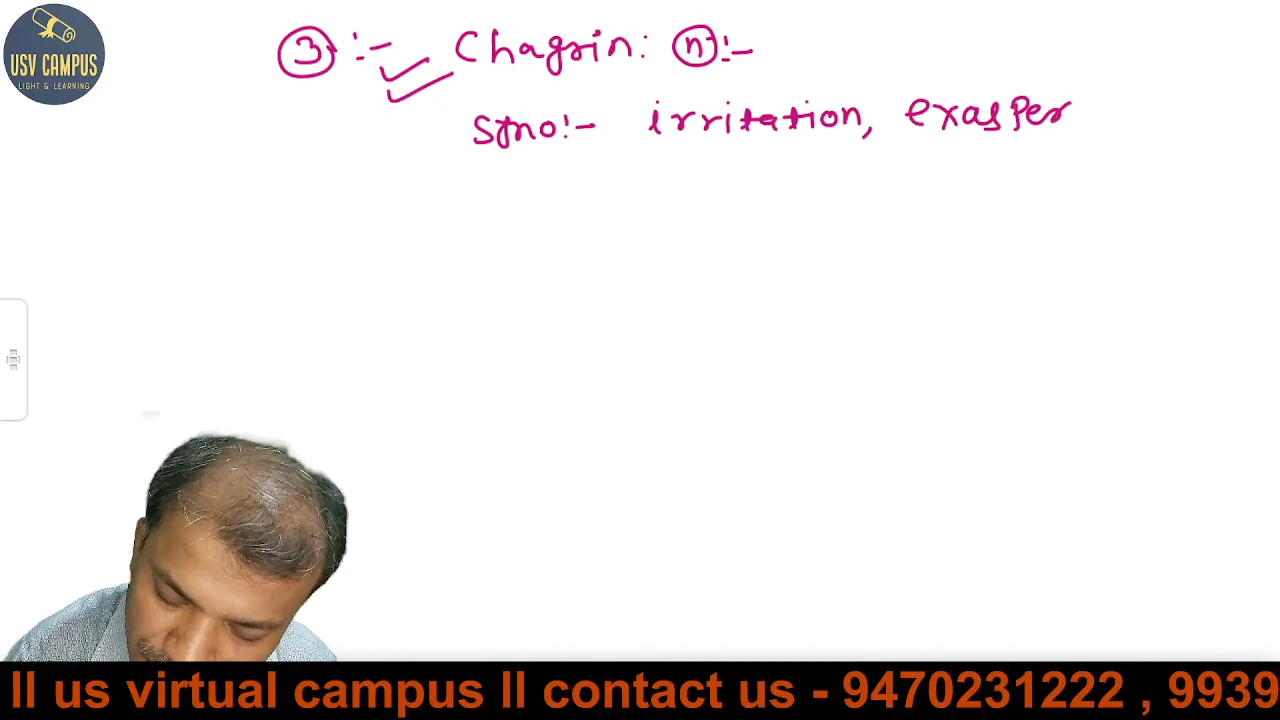 USV CAMPUS
LIGHT & LEARNING
3 :- Chagrin: n :-
Syno:- irritation, exasper
ll us virtual campus ll contact us - 9470231222 , 9939